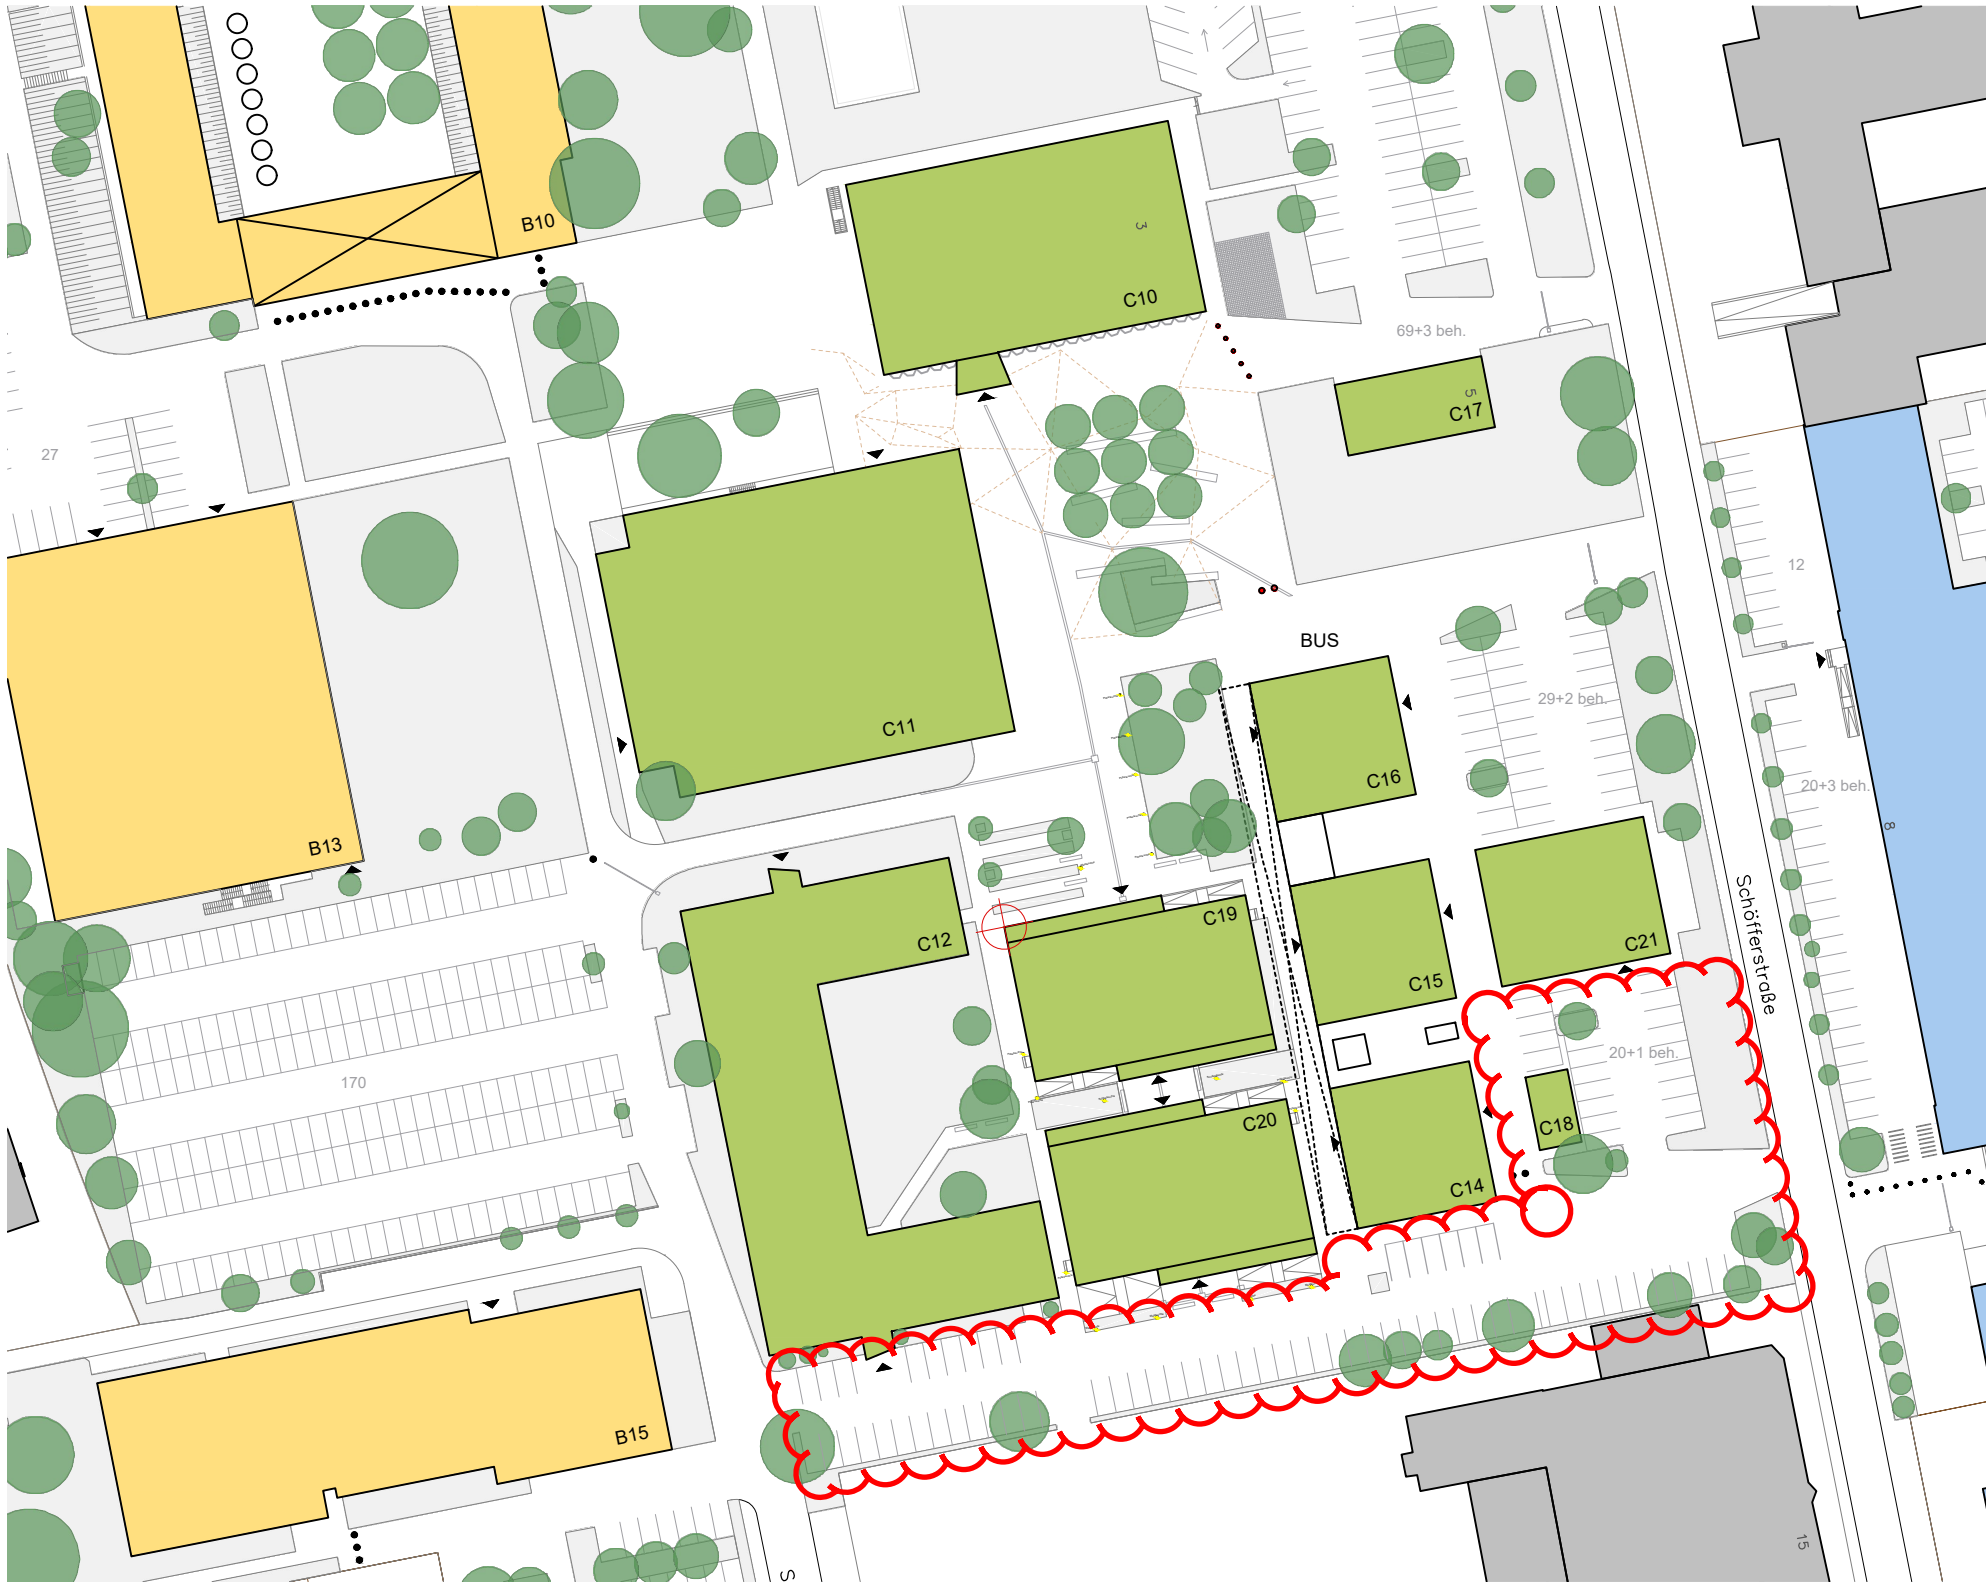 B10
3
C10
69+3 beh.
5
C17
27
12
BUS
29+2 beh.
C11
C16
20+3 beh.
8
B13
C19
C12
C21
C15
Schöfferstraße
20+1 beh.
170
C20
C18
C14
B15
15
S